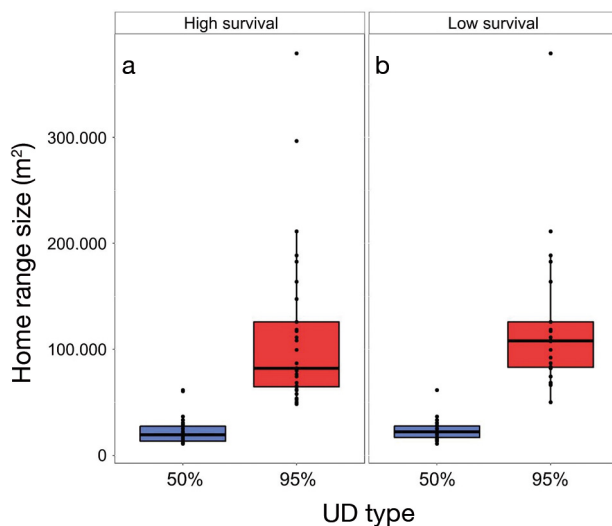 High survival
Low survival
a
b
Home range size (m²)
300.000
200.000
100.000
0
50%
95%
50%
95%
UD type